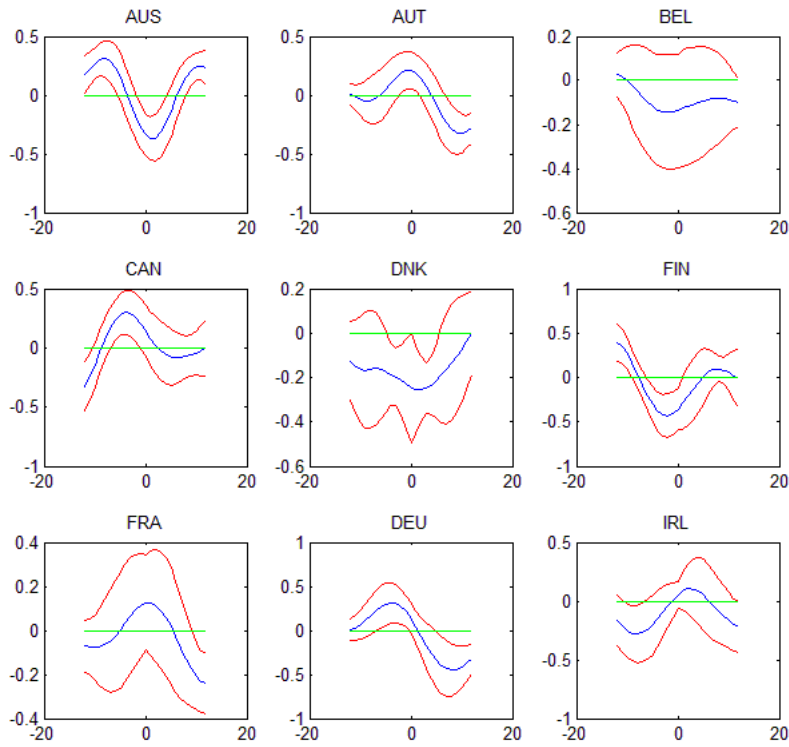 AUS AUT BEL
0.5 0.5 0.2
0 0 0
-0.2
-0.5 -0.5
-0.4
-1 -1 -0.6
-20 0 20 -20 0 20 -20 0 20
CAN DNK FIN
0.5 0.2 1
0 0 0.5
-0.2 0
-0.5 -0.4 -0.5
-1 -0.6 -1
-20 0 20 -20 0 20 -20 0 20
FRA DEU IRL
0.4 1 0.5
0.2 0.5
0 0 0
-0.2 -0.5 -0.5
-0.4 -1 -1
-20 0 20 -20 0 20 -20 0 20